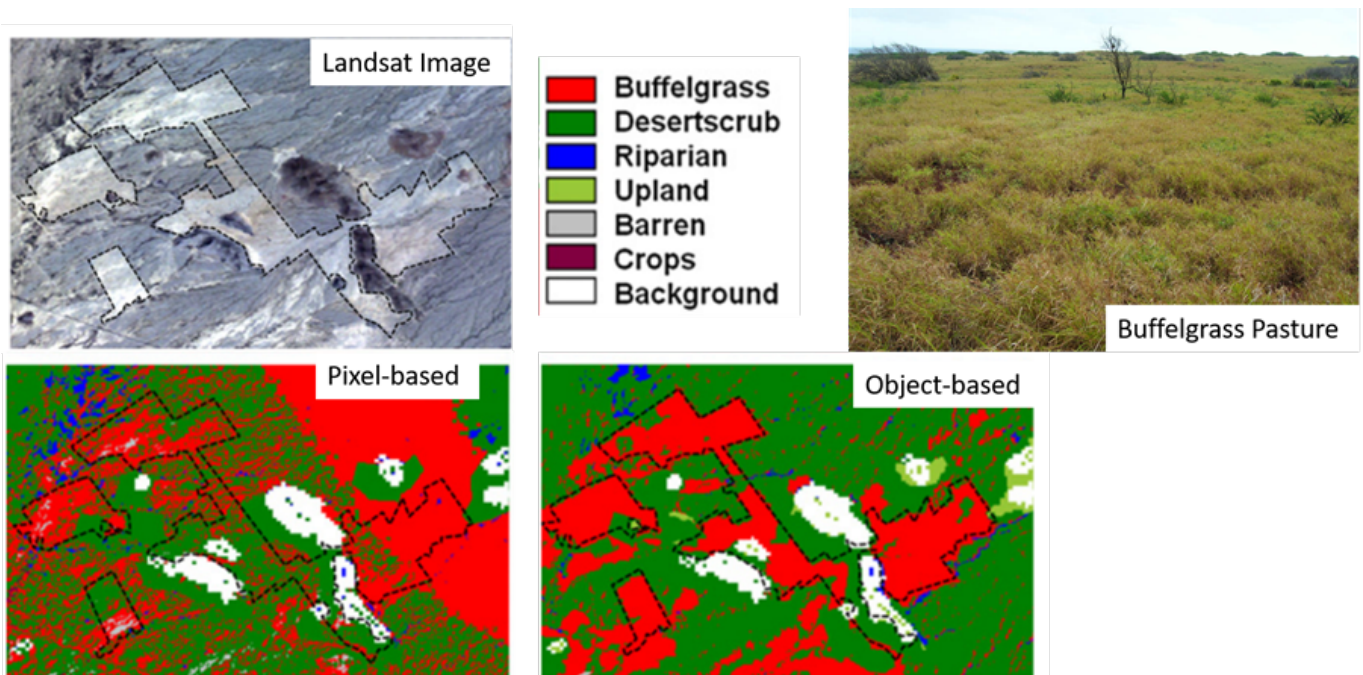 Landsat Image
Buffelgrass
Desertscrub
Riparian
Upland
Barren
Crops
Background
Buffelgrass Pasture
Pixel-based
Object-based